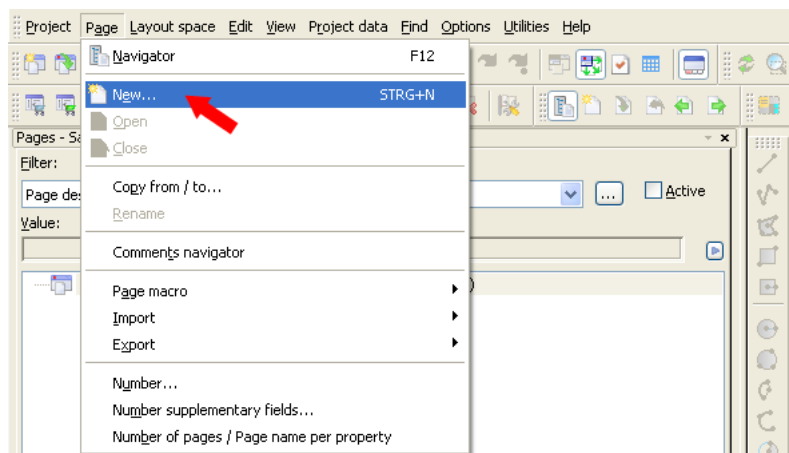 Project Page Layout space Edit View Project data Find Options Utilities Help
Navigator F12
New... STRG+N
Open
Close
Pages - Sa
Filter:
Copy from / to...
Page des ... Active
Rename
Value:
Comments navigator
Page macro
)
Import
Export
Number...
Number supplementary fields...
Number of pages / Page name per property